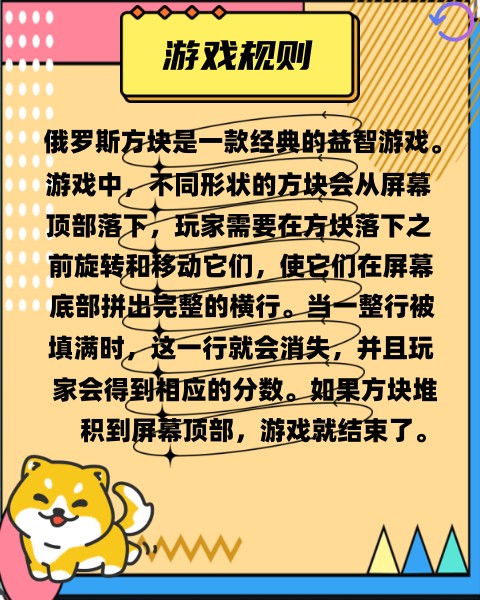 游戏规则
俄罗斯方块是一款经典的益智游戏。
游戏中，不同形状的方块会从屏幕
顶部落下，玩家需要在方块落下之
前旋转和移动它们，使它们在屏幕
底部拼出完整的横行。当一整行被
填满时，这一行就会消失，并且玩
家会得到相应的分数。如果方块堆
积到屏幕顶部，游戏就结束了。